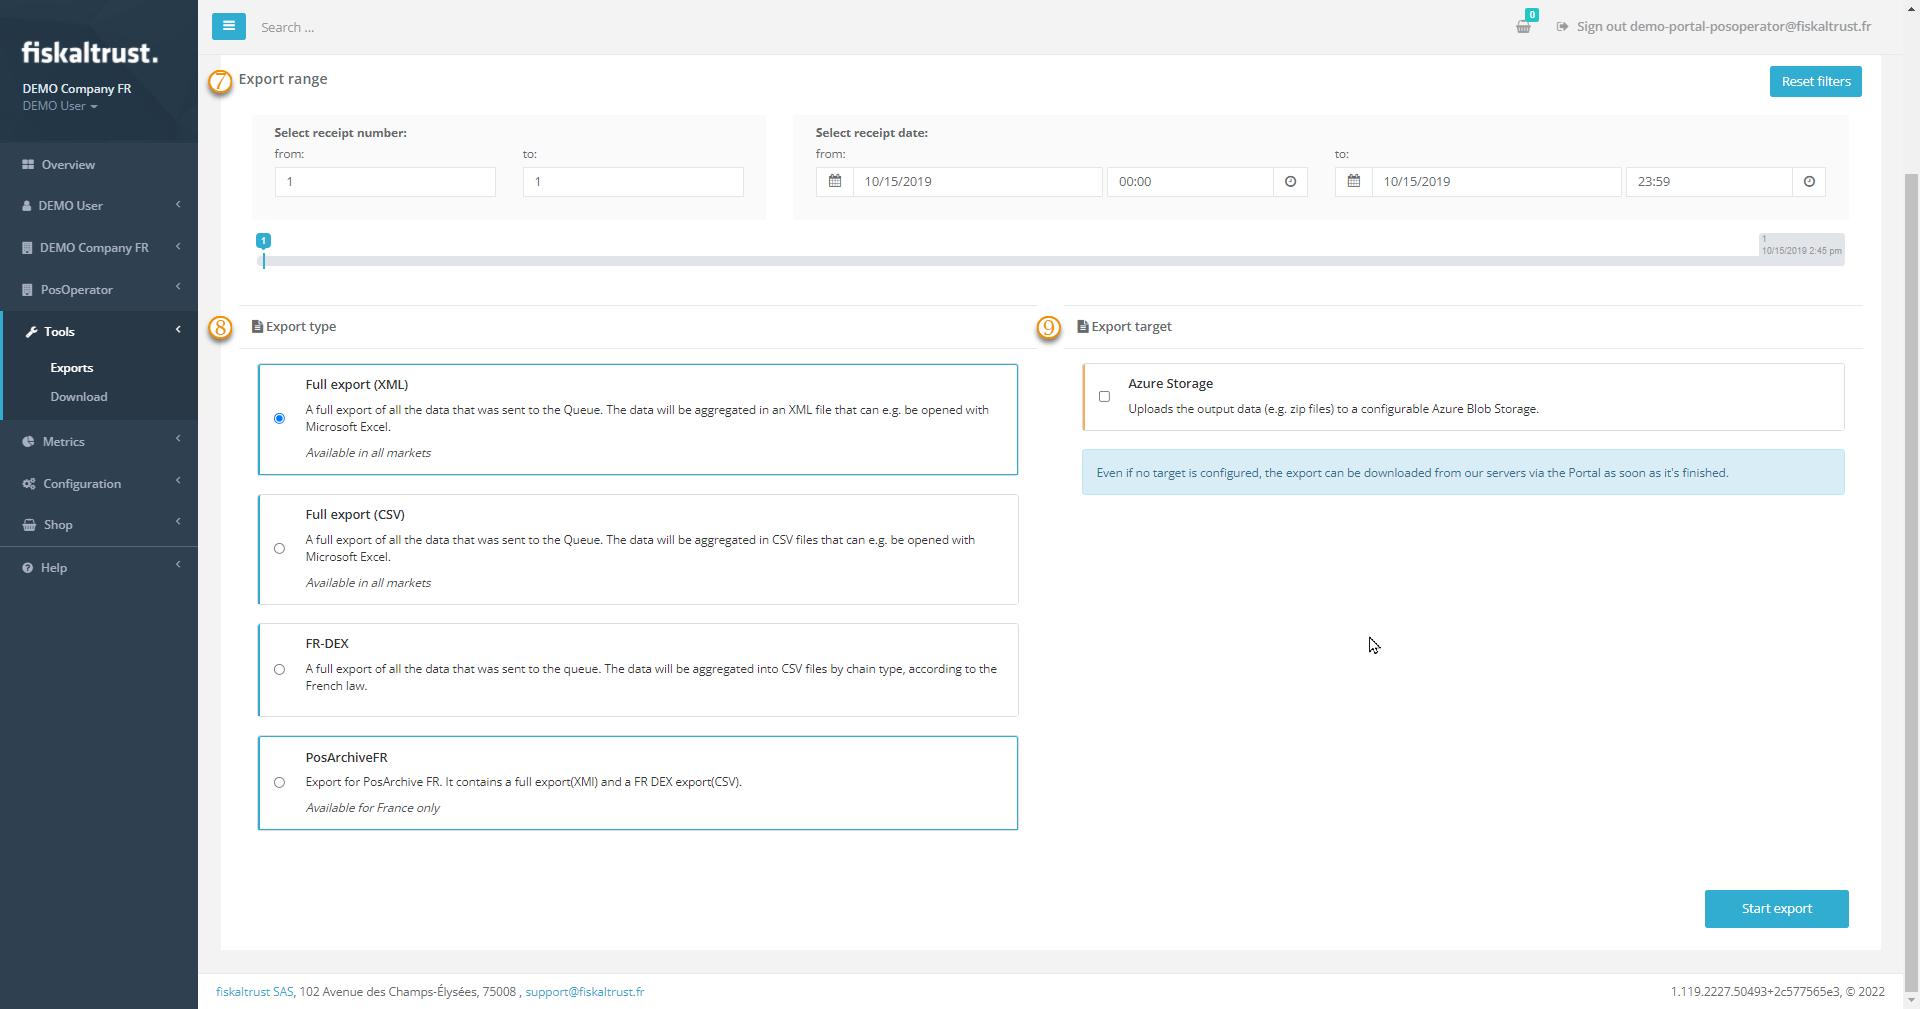 fiskaltrust.
DEMO Company FR
DEMO User
Overview
DEMO User
DEMO Company FR
PosOperator
Tools
Exports
Download
Metrics
Configuration
Shop
Help
Search ...
0
Sign out demo-portal-posoperator@fiskaltrust.fr
7 Export range
Reset filters
Select receipt number:
from: to:
1 1
Select receipt date:
from: to:
10/15/2019 00:00 10/15/2019 23:59
1
1
10/15/2019 2:45 pm
8 Export type
Full export (XML)
A full export of all the data that was sent to the Queue. The data will be aggregated in an XML file that can e.g. be opened with
Microsoft Excel.
Available in all markets
Full export (CSV)
A full export of all the data that was sent to the Queue. The data will be aggregated in CSV files that can e.g. be opened with
Microsoft Excel.
Available in all markets
FR-DEX
A full export of all the data that was sent to the queue. The data will be aggregated into CSV files by chain type, according to the
French law.
PosArchiveFR
Export for PosArchive FR. It contains a full export(XMl) and a FR DEX export(CSV).
Available for France only
9 Export target
Azure Storage
Uploads the output data (e.g. zip files) to a configurable Azure Blob Storage.
Even if no target is configured, the export can be downloaded from our servers via the Portal as soon as it's finished.
Start export
fiskaltrust SAS, 102 Avenue des Champs-Élysées, 75008 , support@fiskaltrust.fr
1.119.2227.50493+2c577565e3, © 2022